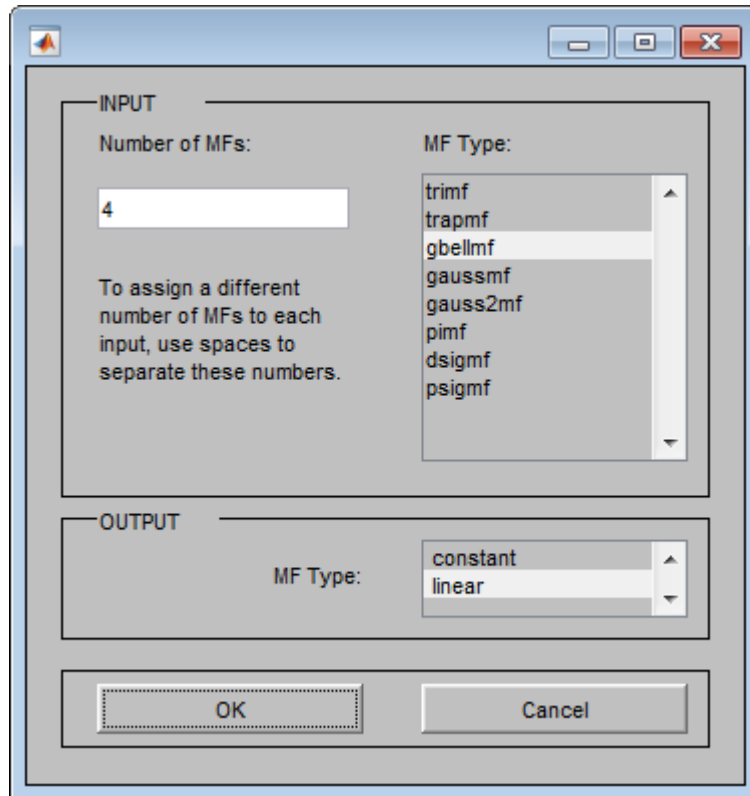 INPUT
Number of MFs:
4
To assign a different
number of MFs to each
input, use spaces to
separate these numbers.
MF Type:
trimf
trapmf
gbellmf
gaussmf
gauss2mf
pimf
dsigmf
psigmf
OUTPUT
MF Type:
constant
linear
OK
Cancel